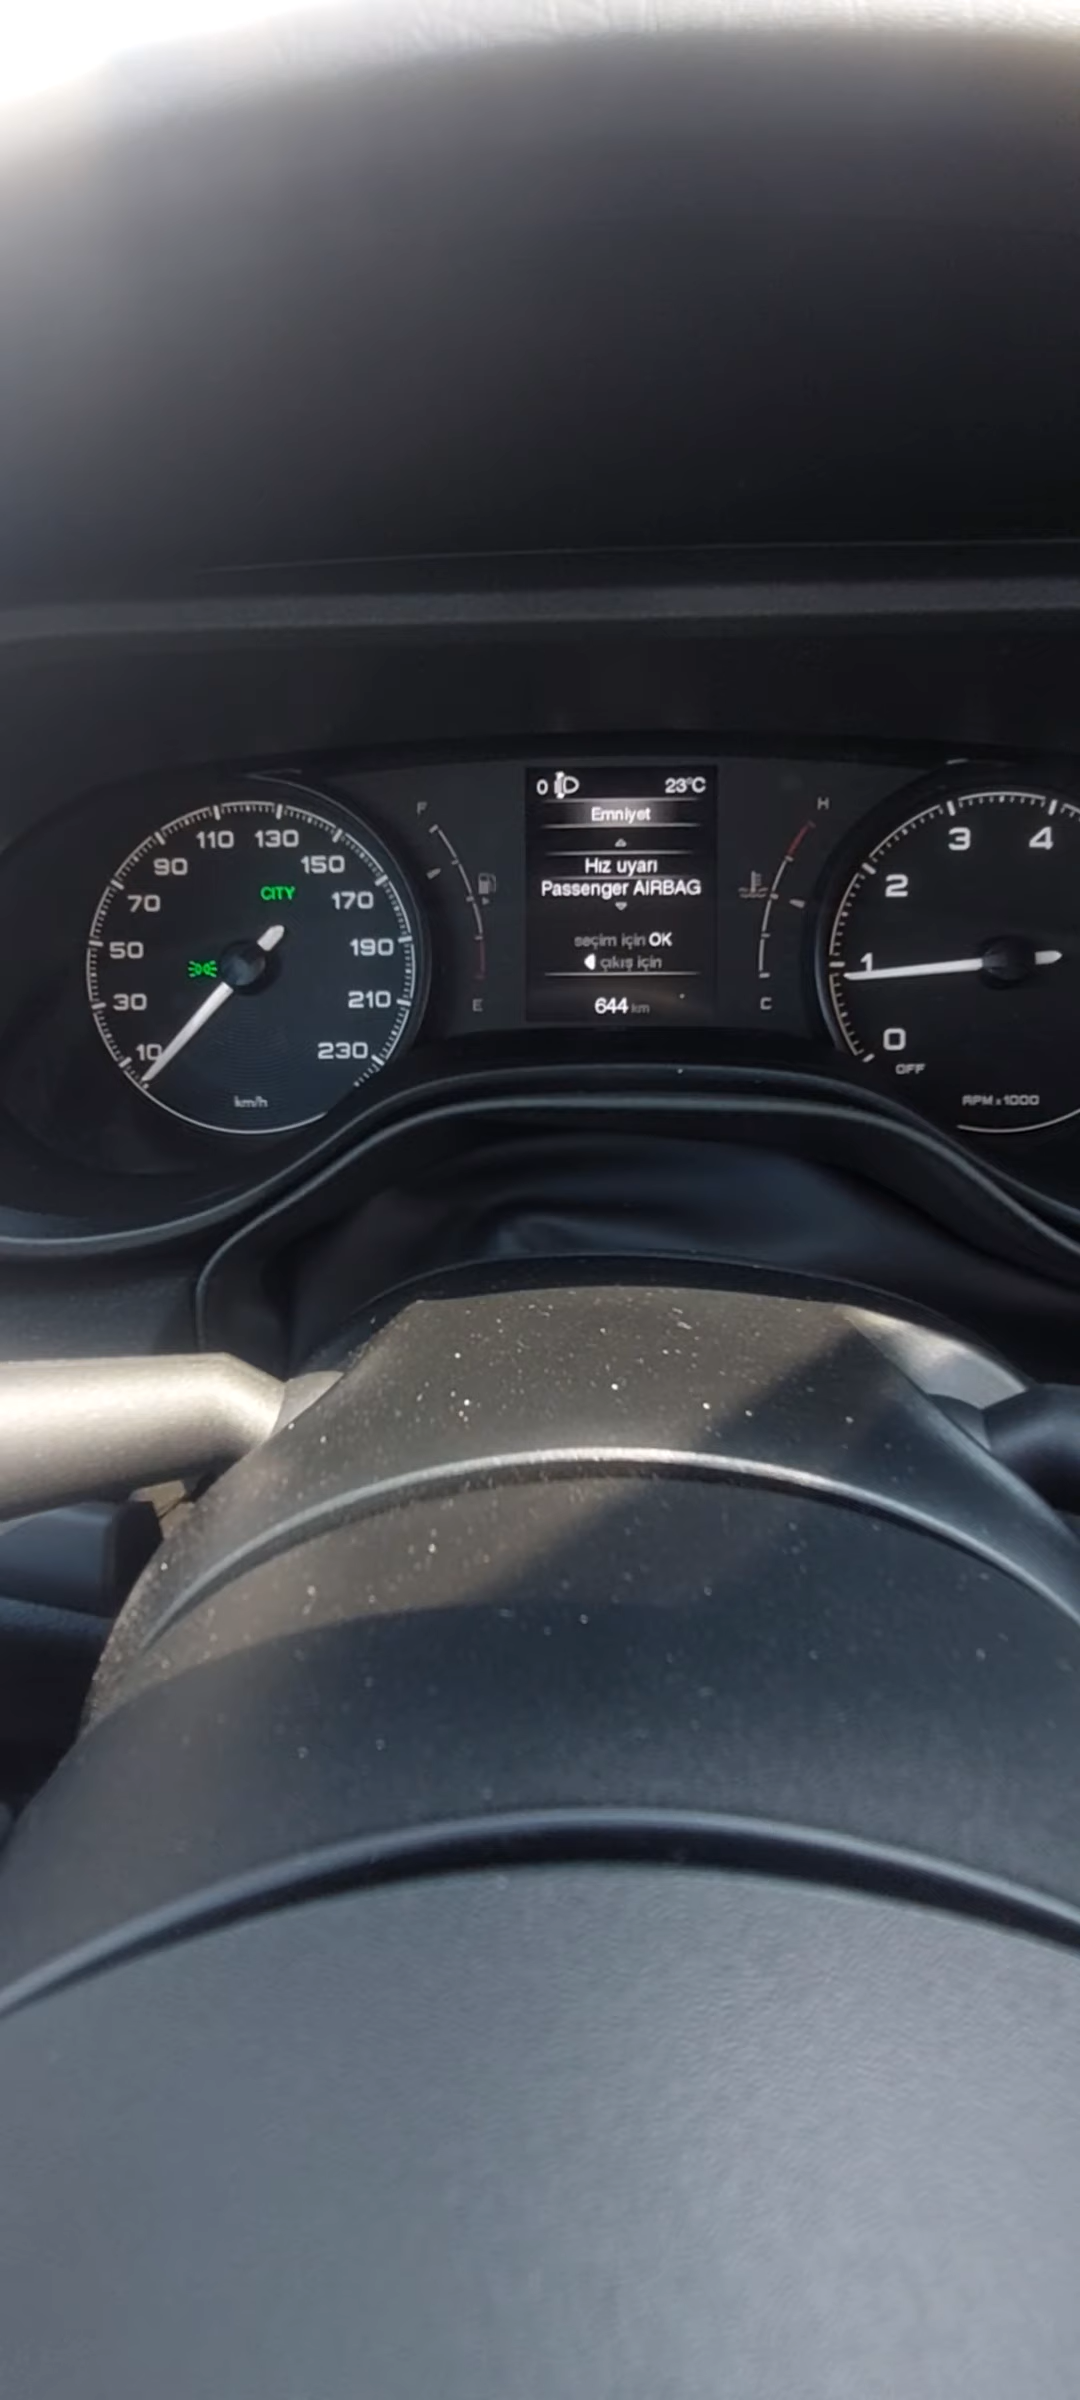 0 23°C
Emniyet
Hız uyarı
Passenger AIRBAG
seçim için OK
çıkış için
644 km
10
30
50
70
90
110
130
150
170
190
210
230
CITY
km/h
F
E
H
C
0
1
2
3
4
OFF
RPM x1000